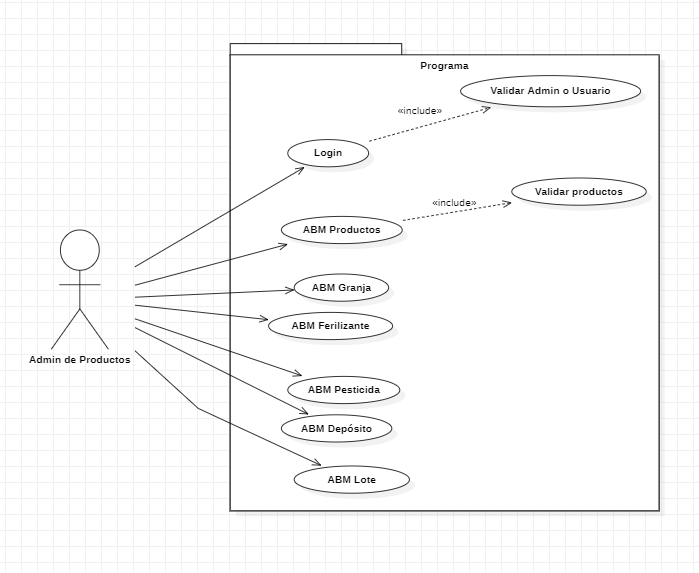 Programa
Validar Admin o Usuario
«include»
Login
Validar productos
«include»
ABM Productos
ABM Granja
ABM Ferilizante
Admin de Productos
ABM Pesticida
ABM Depósito
ABM Lote